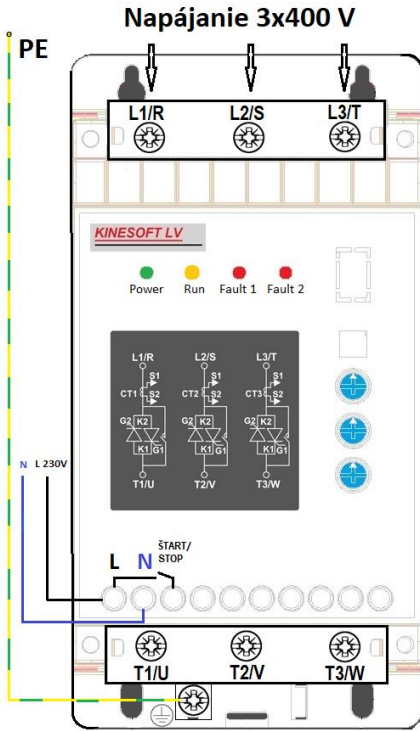 Napájanie 3x400 V
PE
L1/R L2/S L3/T
KINESOFT LV
Power Run Fault 1 Fault 2
L1/R L2/S L3/T
S1 S1 S1
CT1 S2 CT2 S2 CT3 S2
G2 K2 G2 K2 G2 K2
K1 G1 K1 G1 K1 G1
T1/U T2/V T3/W
N L 230V
L N ŠTART/
STOP
T1/U T2/V T3/W